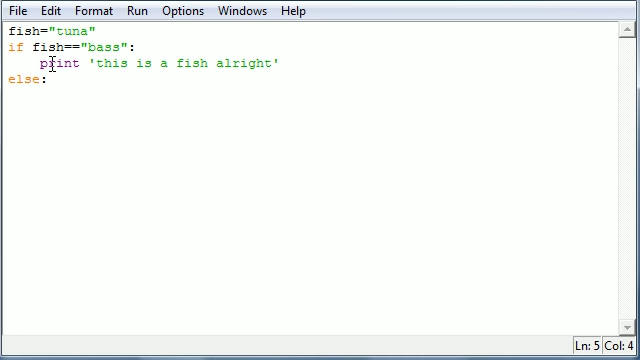 File Edit Format Run Options Windows Help
fish="tuna"
if fish=="bass":
    print 'this is a fish alright'
else:
Ln: 5 Col: 4